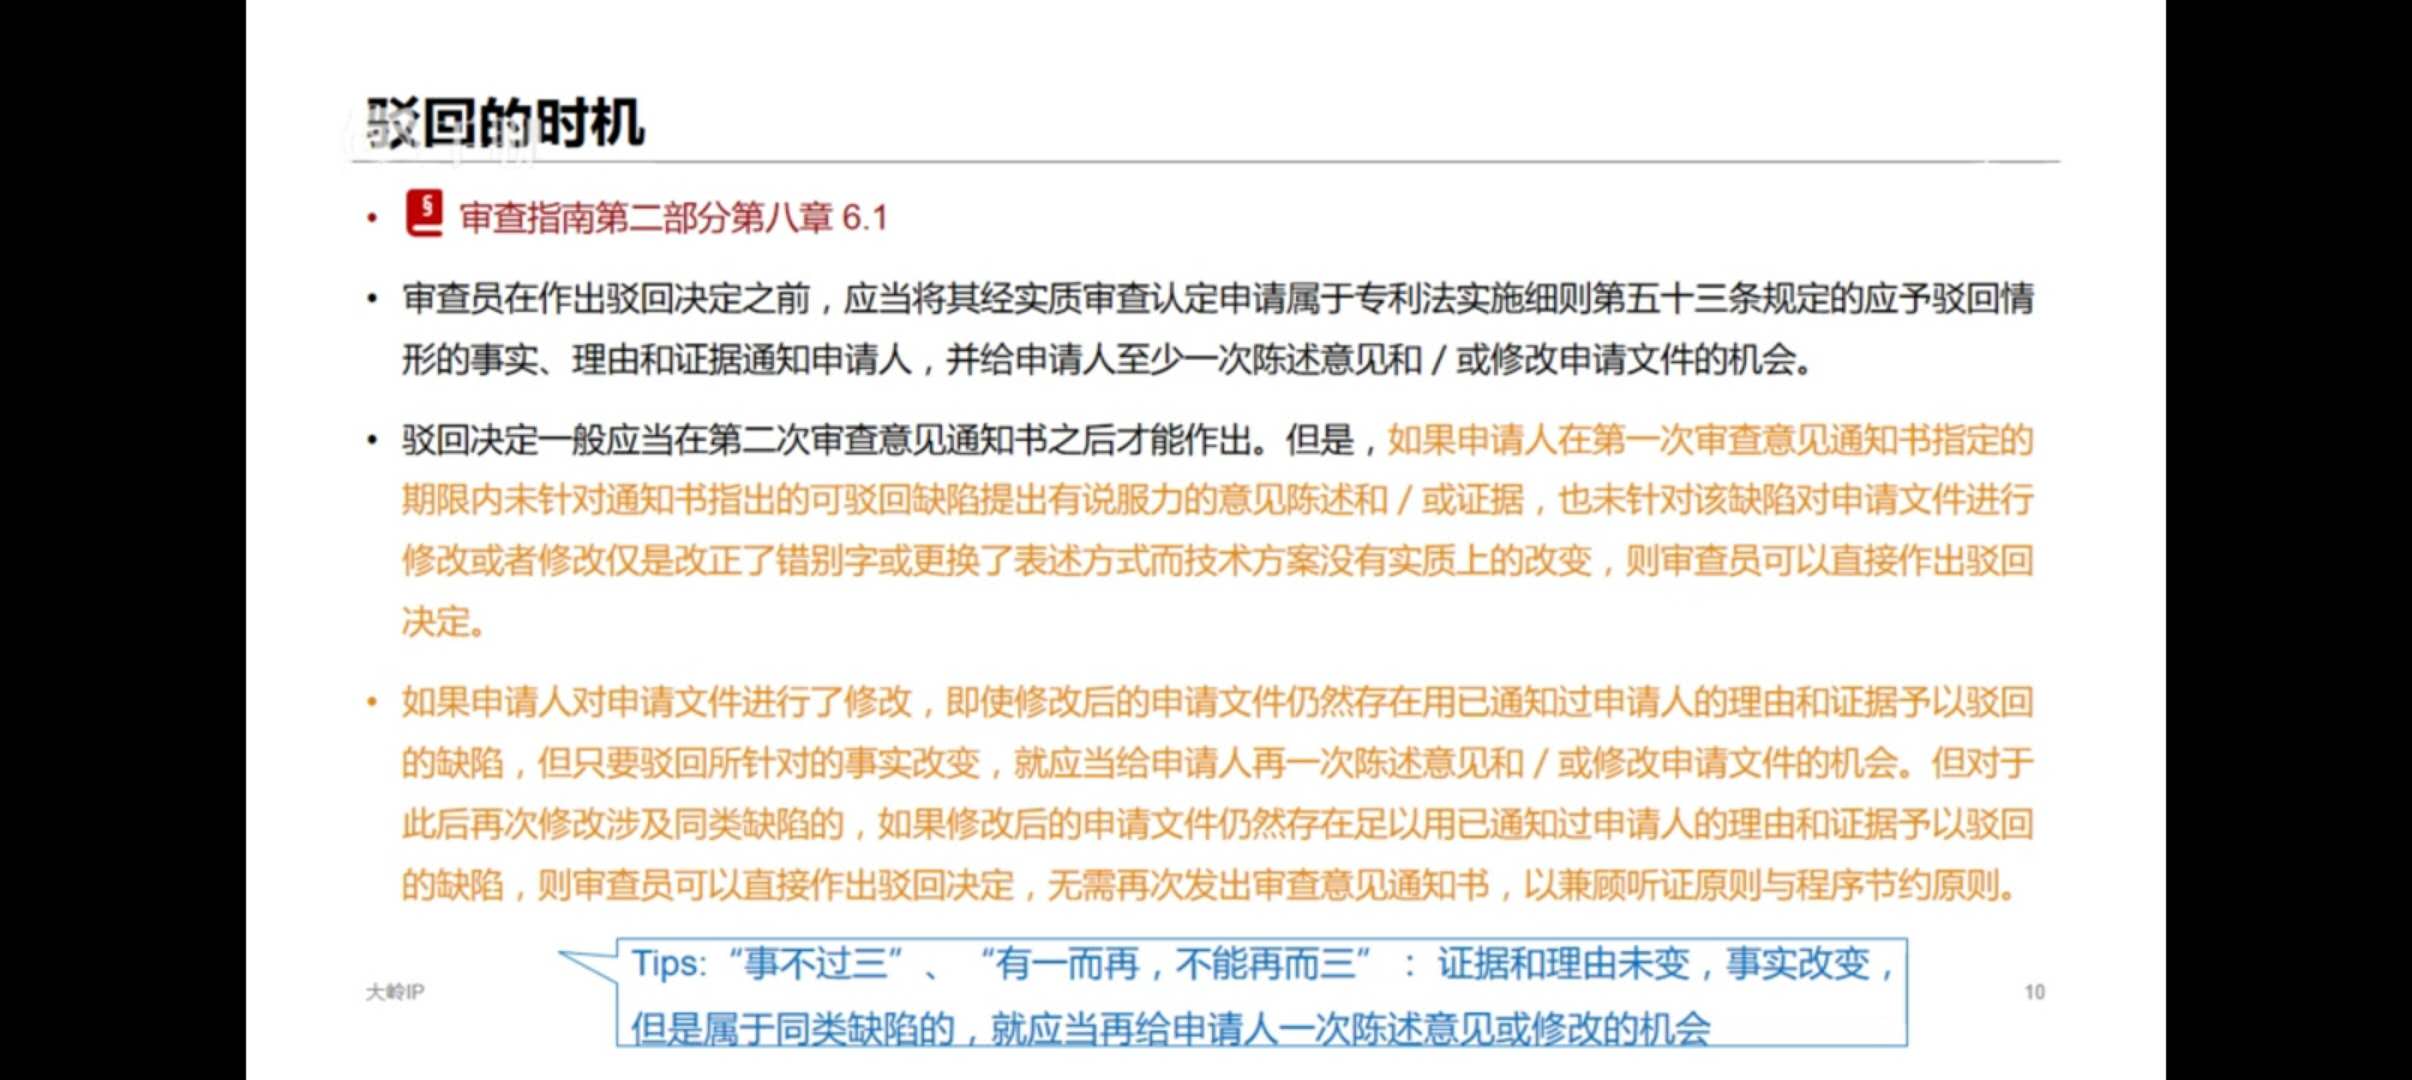 驳回的时机
• § 审查指南第二部分第八章 6.1
• 审查员在作出驳回决定之前，应当将其经实质审查认定申请属于专利法实施细则第五十三条规定的应予驳回情
形的事实、理由和证据通知申请人，并给申请人至少一次陈述意见和 / 或修改申请文件的机会。
• 驳回决定一般应当在第二次审查意见通知书之后才能作出。但是，如果申请人在第一次审查意见通知书指定的
期限内未针对通知书指出的可驳回缺陷提出有说服力的意见陈述和 / 或证据，也未针对该缺陷对申请文件进行
修改或者修改仅是改正了错别字或更换了表述方式而技术方案没有实质上的改变，则审查员可以直接作出驳回
决定。
• 如果申请人对申请文件进行了修改，即使修改后的申请文件仍然存在用已通知过申请人的理由和证据予以驳回
的缺陷，但只要驳回所针对的事实改变，就应当给申请人再一次陈述意见和 / 或修改申请文件的机会。但对于
此后再次修改涉及同类缺陷的，如果修改后的申请文件仍然存在足以用已通知过申请人的理由和证据予以驳回
的缺陷，则审查员可以直接作出驳回决定，无需再次发出审查意见通知书，以兼顾听证原则与程序节约原则。
Tips:“事不过三”、“有一而再，不能再而三”：证据和理由未变，事实改变，
但是属于同类缺陷的，就应当再给申请人一次陈述意见或修改的机会
大岭IP
10